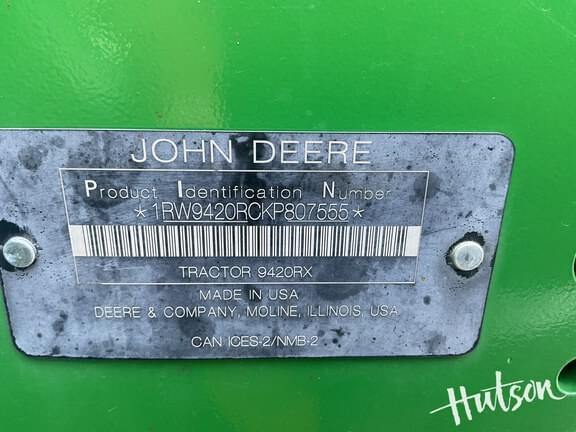 JOHN DEERE
Product Identification Number
*1RW9420RCKP807555*
TRACTOR 9420RX
MADE IN USA
DEERE & COMPANY, MOLINE, ILLINOIS, USA
CAN ICES-2/NMB-2
Hutson